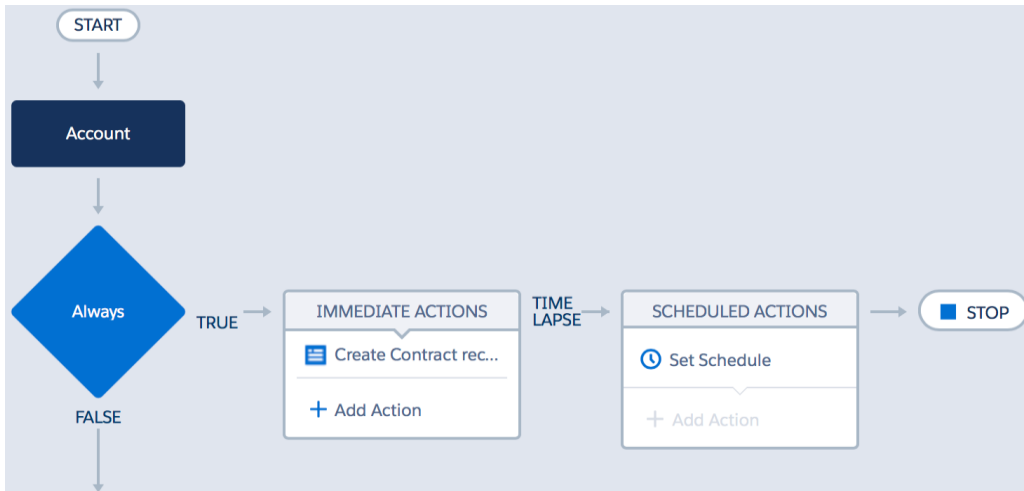 START
Account
Always
TRUE
IMMEDIATE ACTIONS
Create Contract rec...
Add Action
TIME
LAPSE
SCHEDULED ACTIONS
Set Schedule
Add Action
STOP
FALSE